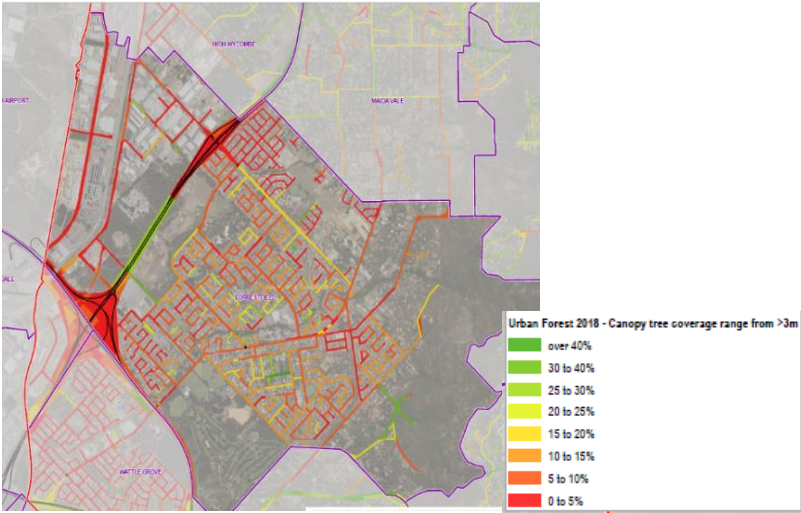 HIGH WYCOMBE
AIRPORT
MAIDA VALE
DALE
FORRESTFIELD
WATTLE GROVE
Urban Forest 2018 - Canopy tree coverage range from >3m
over 40%
30 to 40%
25 to 30%
20 to 25%
15 to 20%
10 to 15%
5 to 10%
0 to 5%